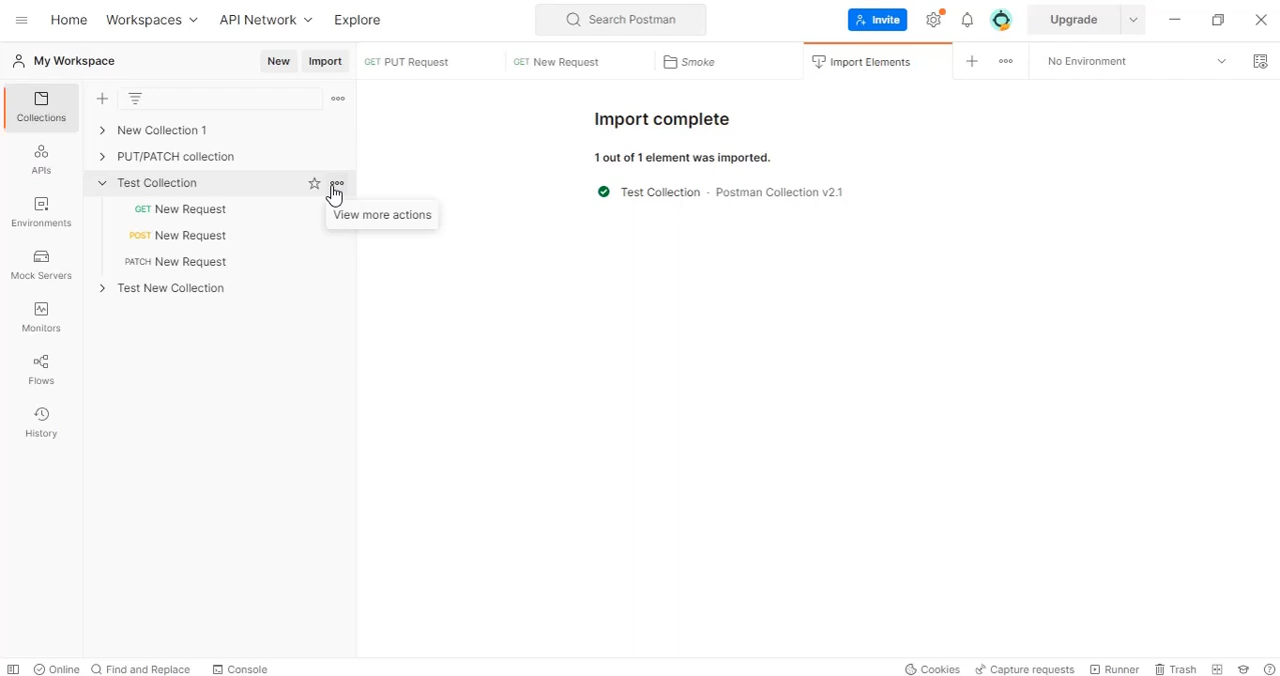 Home Workspaces API Network Explore Search Postman Invite Upgrade
My Workspace New Import GET PUT Request GET New Request Smoke Import Elements No Environment
Collections
APIs
Environments
Mock Servers
Monitors
Flows
History
New Collection 1
PUT/PATCH collection
Test Collection
GET New Request
POST New Request
PATCH New Request
Test New Collection
View more actions
Import complete
1 out of 1 element was imported.
Test Collection · Postman Collection v2.1
Online Find and Replace Console Cookies Capture requests Runner Trash